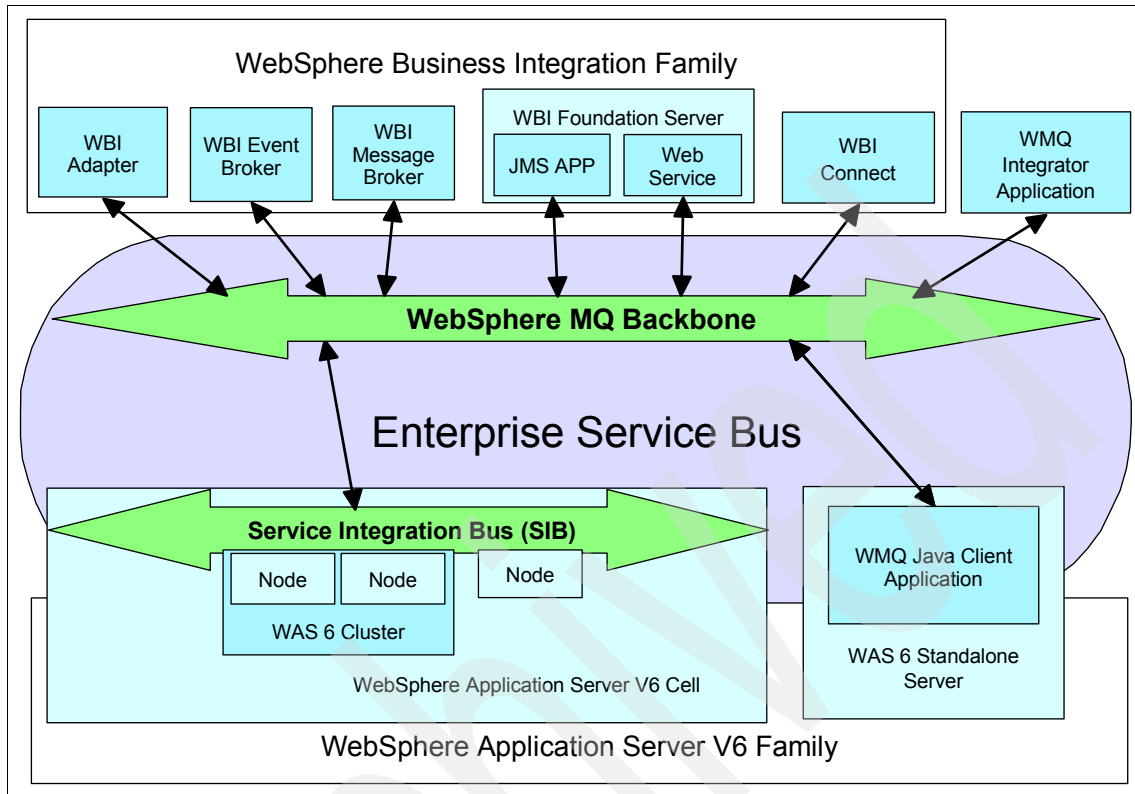 WebSphere Business Integration Family
WBI
Adapter
WBI Event
Broker
WBI
Message
Broker
WBI Foundation Server
JMS APP
Web
Service
WBI
Connect
WMQ
Integrator
Application
WebSphere MQ Backbone
Enterprise Service Bus
Service Integration Bus (SIB)
Node
Node
Node
WAS 6 Cluster
WebSphere Application Server V6 Cell
WMQ Java Client
Application
WAS 6 Standalone
Server
WebSphere Application Server V6 Family